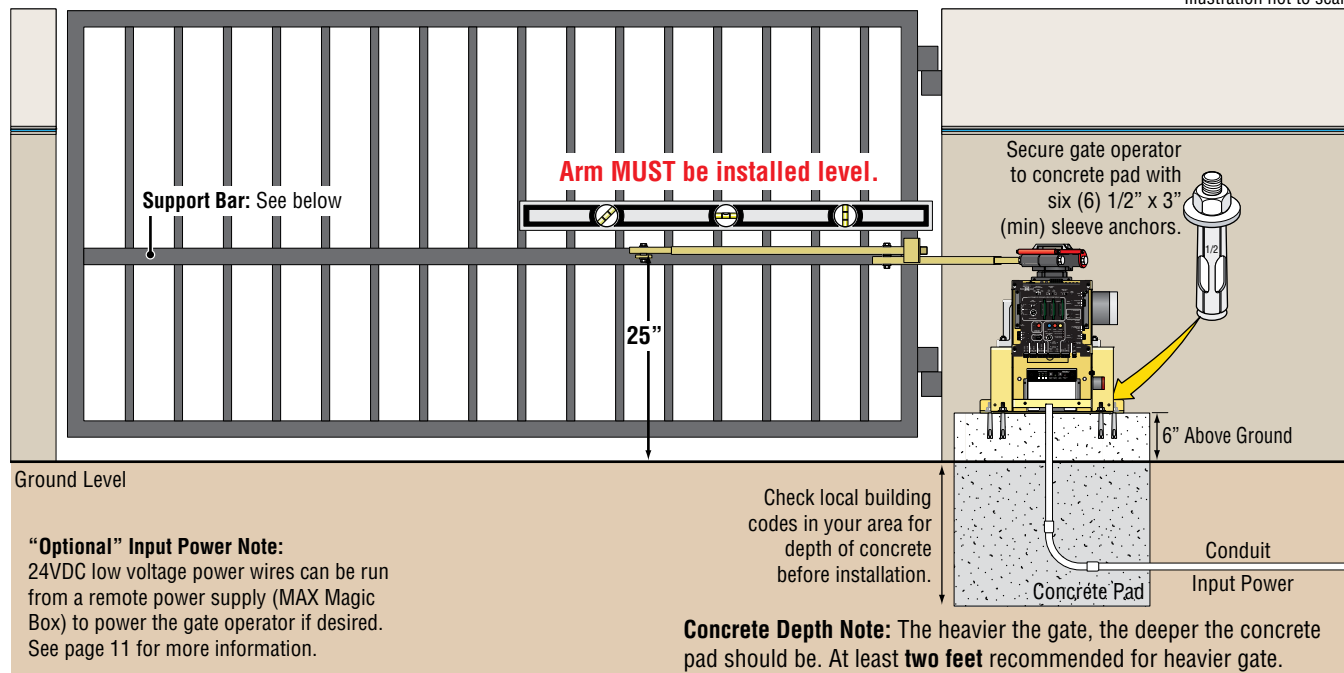 Illustration not to scale
Arm MUST be installed level.
Support Bar: See below
Secure gate operator
to concrete pad with
six (6) 1/2” x 3”
(min) sleeve anchors.
1/2
25”
6” Above Ground
Ground Level
“Optional” Input Power Note:
24VDC low voltage power wires can be run
from a remote power supply (MAX Magic
Box) to power the gate operator if desired.
See page 11 for more information.
Check local building
codes in your area for
depth of concrete
before installation.
Conduit
Input Power
Concrete Pad
Concrete Depth Note: The heavier the gate, the deeper the concrete
pad should be. At least two feet recommended for heavier gate.